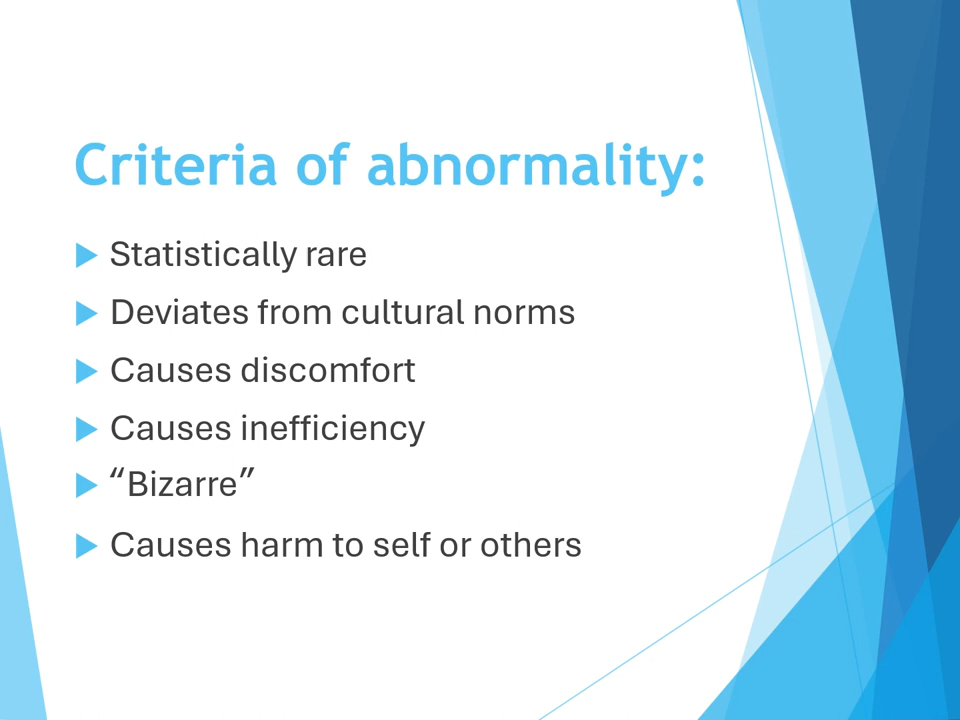 Criteria of abnormality:
Statistically rare
Deviates from cultural norms
Causes discomfort
Causes inefficiency
“Bizarre”
Causes harm to self or others